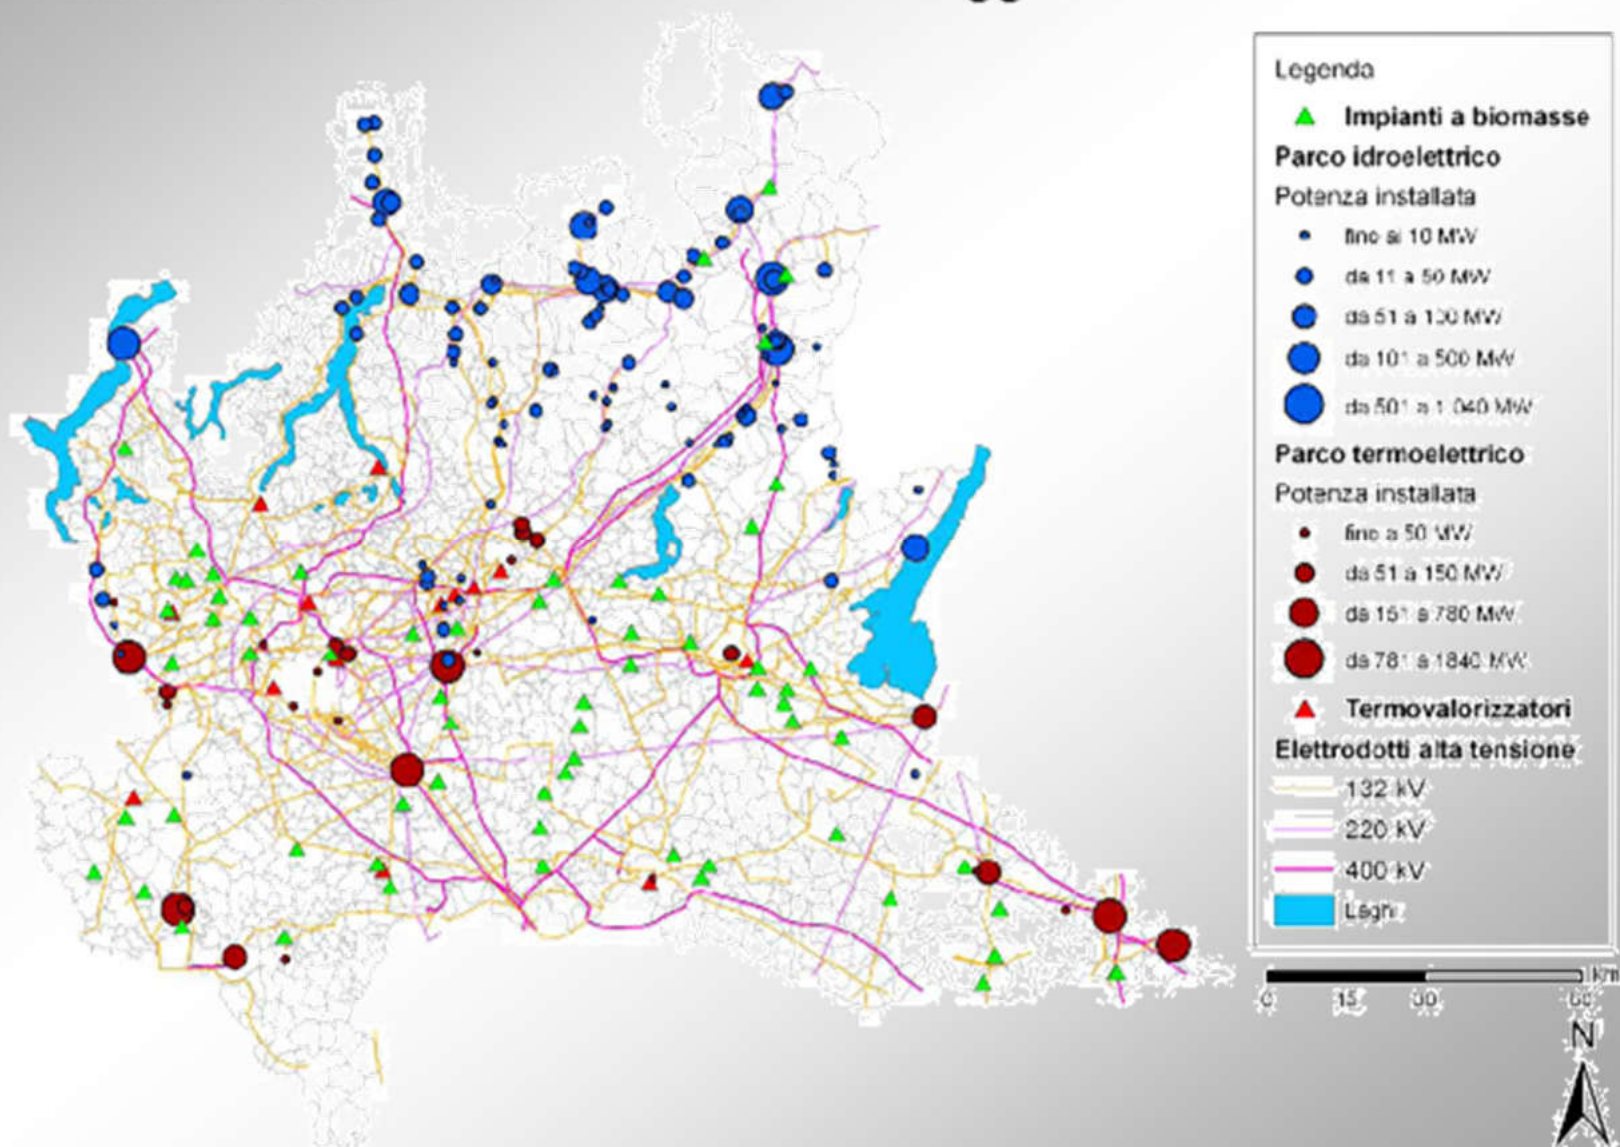 Legenda
Impianti a biomasse
Parco idroelettrico
Potenza installata
fino ai 10 MW
da 11 a 50 MW
da 51 a 100 MW
da 101 a 500 MW
da 501 a 1 040 MW
Parco termoelettrico
Potenza installata
fino a 50 MW
da 51 a 150 MW
da 151 a 780 MW
da 781 a 1840 MW
Termovalorizzatori
Elettrodotti alta tensione
132 kV
220 kV
400 kV
Laghi
km
0 15 30 60
N